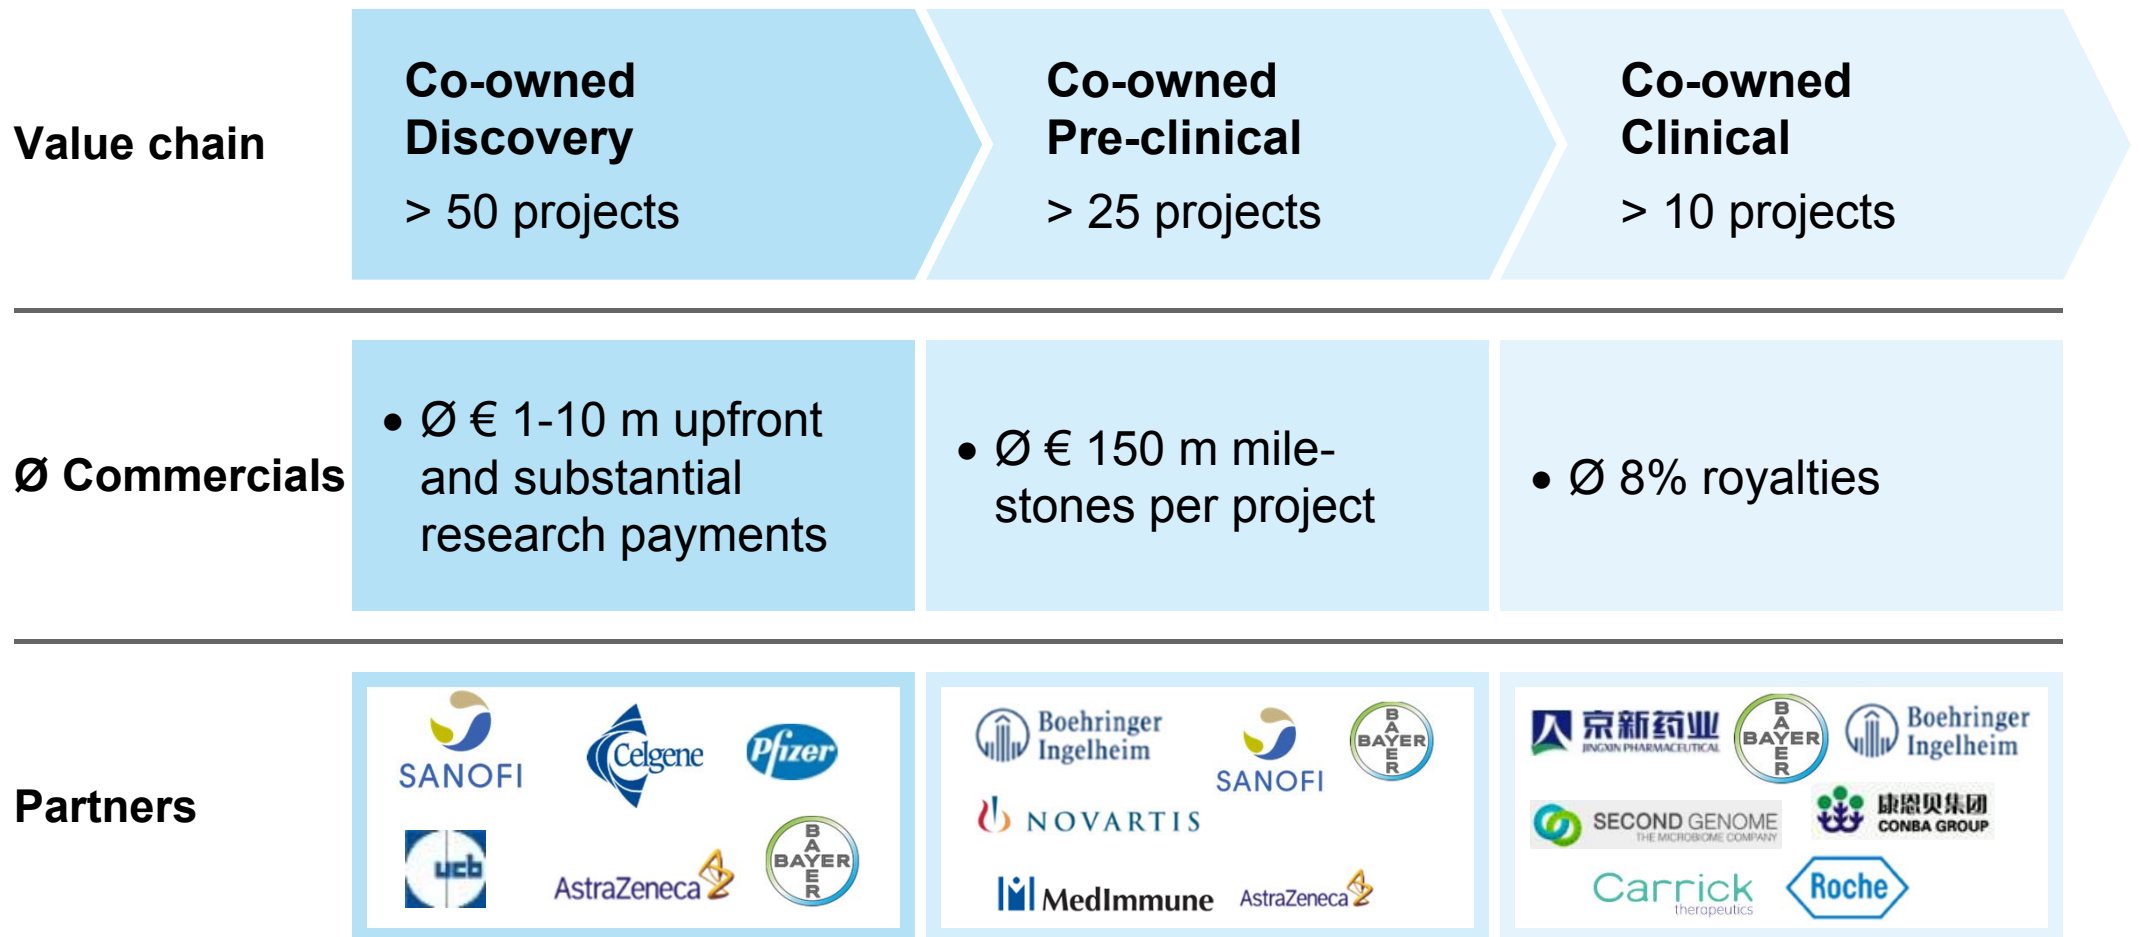 Value chain
Co-owned
Discovery
> 50 projects
Co-owned
Pre-clinical
> 25 projects
Co-owned
Clinical
> 10 projects
Ø Commercials
• Ø € 1-10 m upfront
and substantial
research payments
• Ø € 150 m mile-
stones per project
• Ø 8% royalties
Partners
SANOFI
Celgene
Pfizer
ucb
AstraZeneca
BAYER
BAYER
Boehringer
Ingelheim
SANOFI
BAYER
BAYER
NOVARTIS
MedImmune
AstraZeneca
京新药业
JINGXIN PHARMACEUTICAL
BAYER
BAYER
Boehringer
Ingelheim
SECOND GENOME
THE MICROBIOME COMPANY
康恩贝集团
CONBA GROUP
Carrick
therapeutics
Roche